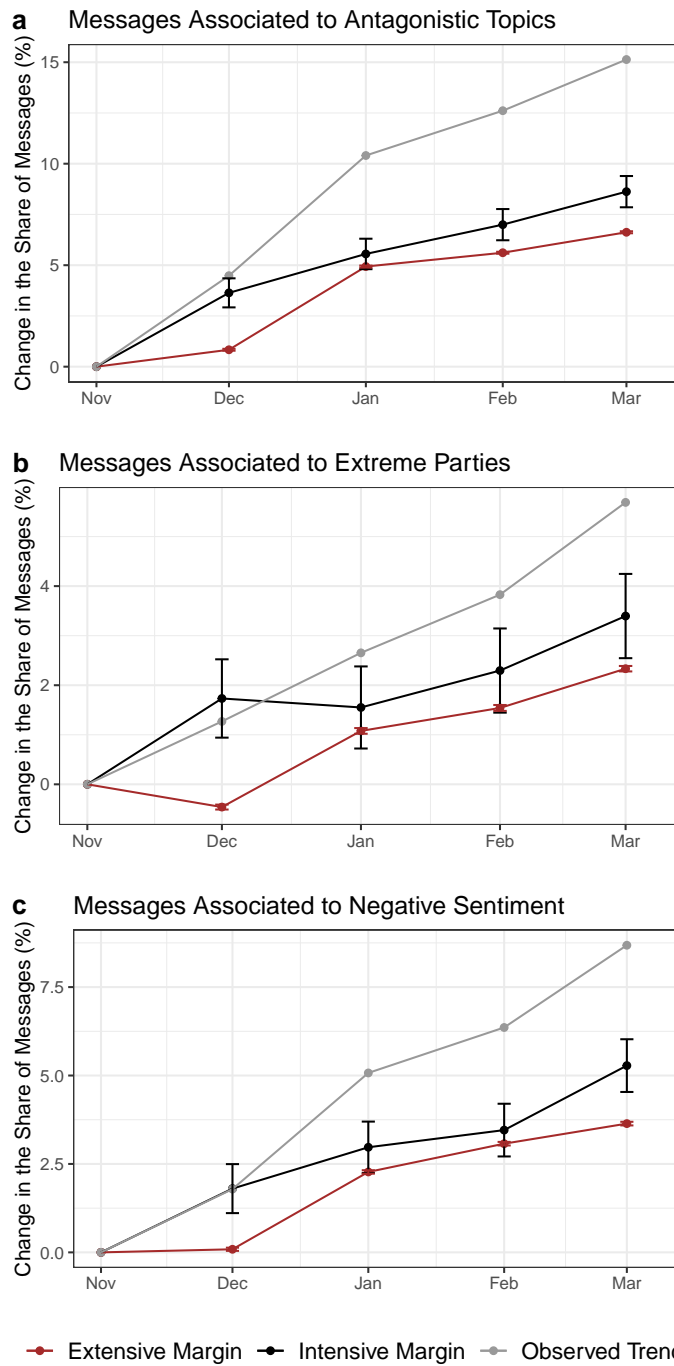 a Messages Associated to Antagonistic Topics
Change in the Share of Messages (%)
15
10
5
0
Nov Dec Jan Feb Mar
b Messages Associated to Extreme Parties
Change in the Share of Messages (%)
4
2
0
Nov Dec Jan Feb Mar
c Messages Associated to Negative Sentiment
Change in the Share of Messages (%)
7.5
5.0
2.5
0.0
Nov Dec Jan Feb Mar
Extensive Margin Intensive Margin Observed Tren